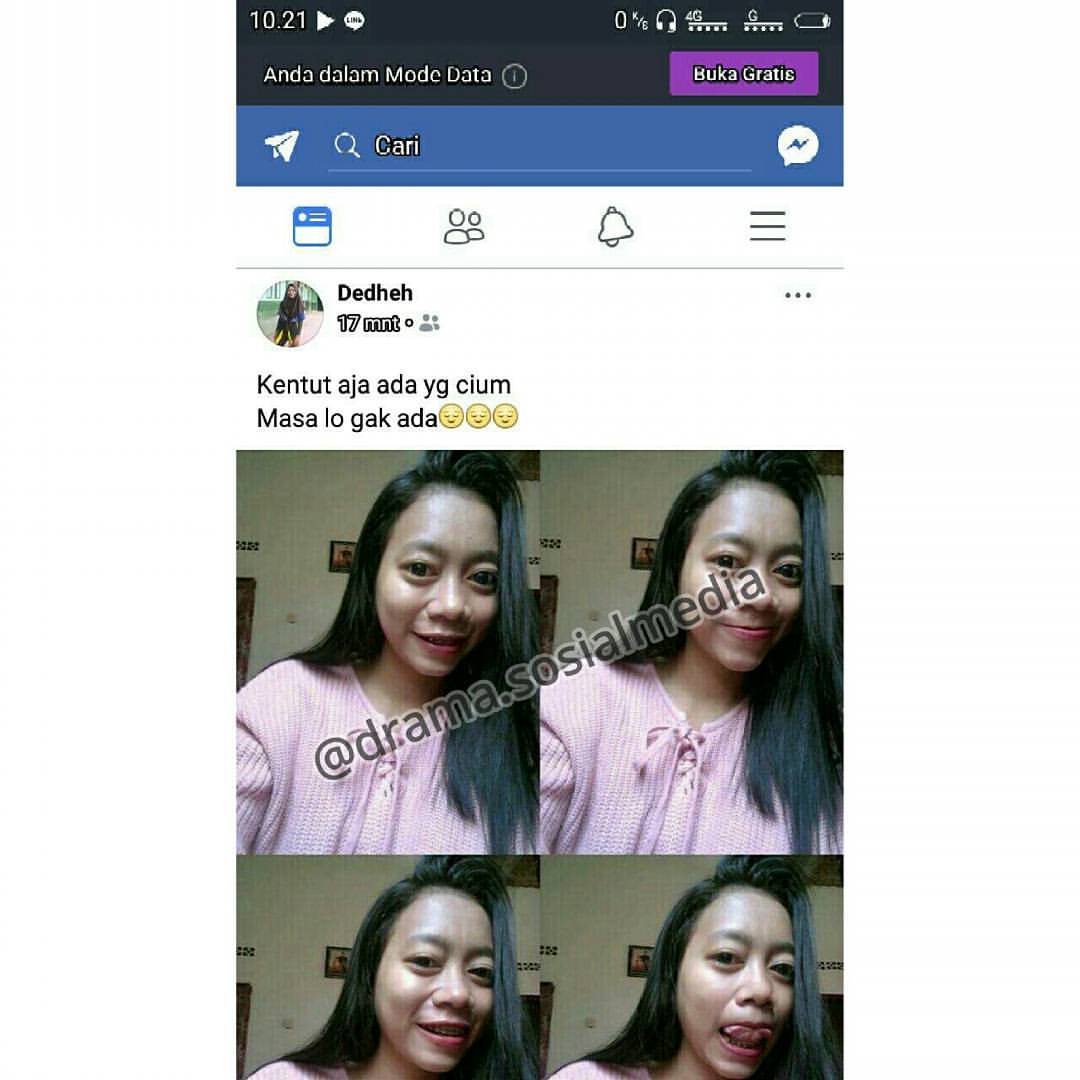 10.21 LINE 0 K/s 4G G
Anda dalam Mode Data Buka Gratis
Cari
Dedheh
17 mnt •
Kentut aja ada yg cium
Masa lo gak ada😌😌😌
@drama.sosialmedia